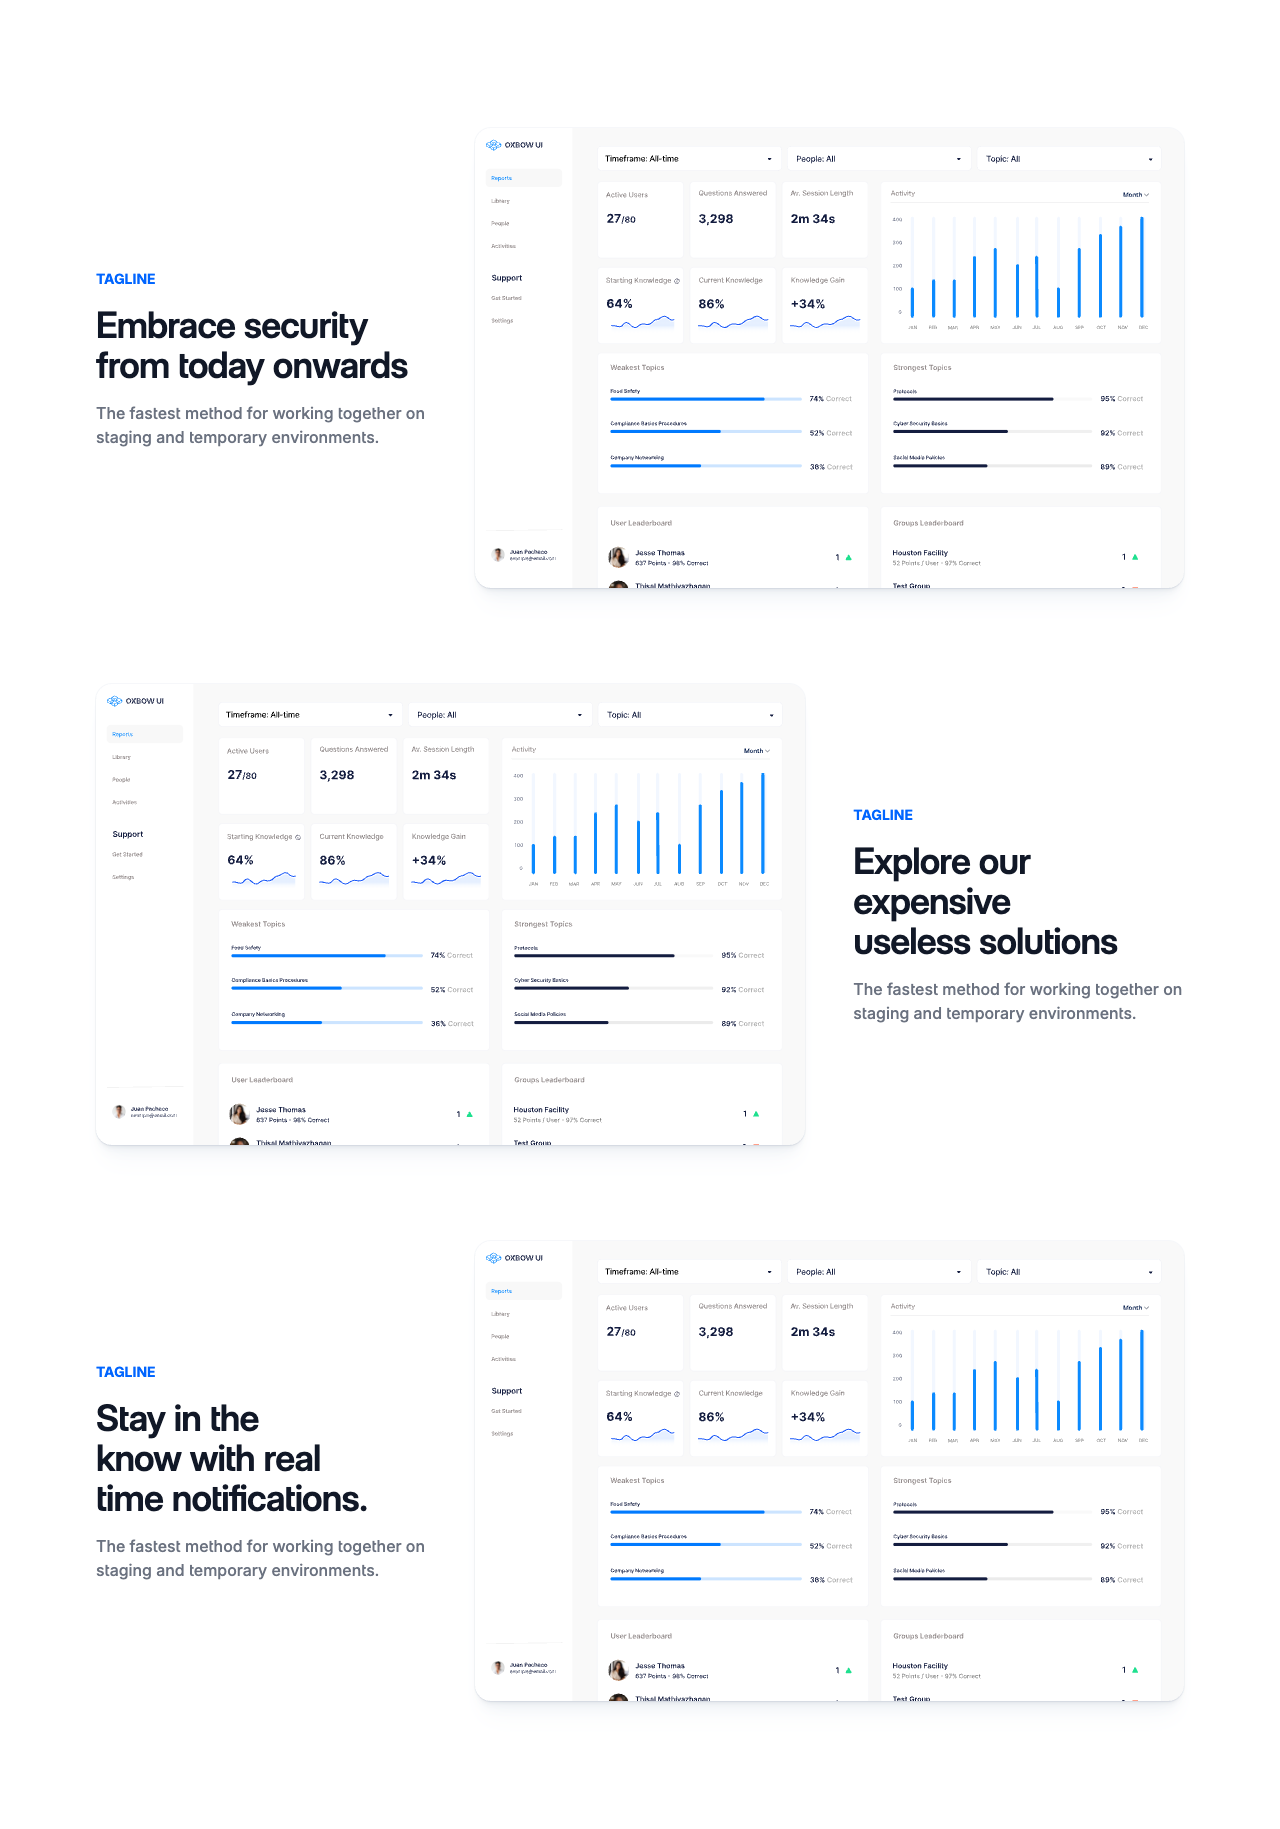 TAGLINE
Embrace security
from today onwards
The fastest method for working together on
staging and temporary environments.
OXBOW UI
Reports
Library
People
Activities
Support
Get Started
Settings
Juan Pacheco
Timeframe: All-time
People: All
Topic: All
Active Users
27/80
Questions Answered
3,298
Av. Session Length
2m 34s
Starting Knowledge
64%
Current Knowledge
86%
Knowledge Gain
+34%
Activity
Month
400
300
200
100
0
JAN FEB MAR APR MAY JUN JUL AUG SEP OCT NOV DEC
Weakest Topics
Food Safety
74% Correct
Compliance Basics Procedures
52% Correct
Company Networking
36% Correct
Strongest Topics
Protocols
95% Correct
Cyber Security Basics
92% Correct
Social Media Policies
89% Correct
User Leaderboard
Jesse Thomas
637 Points - 98% Correct
1
Thisal Mathiyazhagan
Groups Leaderboard
Houston Facility
52 Points / User - 97% Correct
1
Test Group
OXBOW UI
Reports
Library
People
Activities
Support
Get Started
Settings
Juan Pacheco
Timeframe: All-time
People: All
Topic: All
Active Users
27/80
Questions Answered
3,298
Av. Session Length
2m 34s
Starting Knowledge
64%
Current Knowledge
86%
Knowledge Gain
+34%
Activity
Month
400
300
200
100
0
JAN FEB MAR APR MAY JUN JUL AUG SEP OCT NOV DEC
Weakest Topics
Food Safety
74% Correct
Compliance Basics Procedures
52% Correct
Company Networking
36% Correct
Strongest Topics
Protocols
95% Correct
Cyber Security Basics
92% Correct
Social Media Policies
89% Correct
User Leaderboard
Jesse Thomas
637 Points - 98% Correct
1
Thisal Mathiyazhagan
Groups Leaderboard
Houston Facility
52 Points / User - 97% Correct
1
Test Group
TAGLINE
Explore our
expensive
useless solutions
The fastest method for working together on
staging and temporary environments.
TAGLINE
Stay in the
know with real
time notifications.
The fastest method for working together on
staging and temporary environments.
OXBOW UI
Reports
Library
People
Activities
Support
Get Started
Settings
Juan Pacheco
Timeframe: All-time
People: All
Topic: All
Active Users
27/80
Questions Answered
3,298
Av. Session Length
2m 34s
Starting Knowledge
64%
Current Knowledge
86%
Knowledge Gain
+34%
Activity
Month
400
300
200
100
0
JAN FEB MAR APR MAY JUN JUL AUG SEP OCT NOV DEC
Weakest Topics
Food Safety
74% Correct
Compliance Basics Procedures
52% Correct
Company Networking
36% Correct
Strongest Topics
Protocols
95% Correct
Cyber Security Basics
92% Correct
Social Media Policies
89% Correct
User Leaderboard
Jesse Thomas
637 Points - 98% Correct
1
Thisal Mathiyazhagan
Groups Leaderboard
Houston Facility
52 Points / User - 97% Correct
1
Test Group